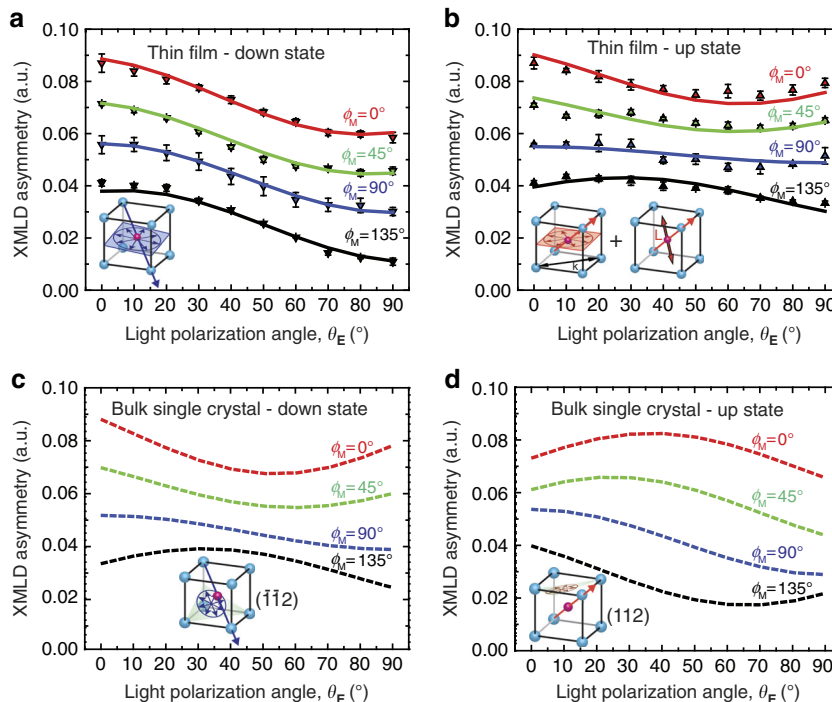 a
Thin film - down state
XMLD asymmetry (a.u.)
0.10
0.08
0.06
0.04
0.02
0.00
ϕM=0°
ϕM=45°
ϕM=90°
ϕM=135°
0 10 20 30 40 50 60 70 80 90
Light polarization angle, θE (°)
b
Thin film - up state
XMLD asymmetry (a.u.)
0.10
0.08
0.06
0.04
0.02
0.00
ϕM=0°
ϕM=45°
ϕM=90°
ϕM=135°
k
+
L
0 10 20 30 40 50 60 70 80 90
Light polarization angle, θE (°)
c
Bulk single crystal - down state
XMLD asymmetry (a.u.)
0.10
0.08
0.06
0.04
0.02
0.00
ϕM=0°
ϕM=45°
ϕM=90°
ϕM=135°
(1̄1̄2)
0 10 20 30 40 50 60 70 80 90
Light polarization angle, θE (°)
d
Bulk single crystal - up state
XMLD asymmetry (a.u.)
0.10
0.08
0.06
0.04
0.02
0.00
ϕM=0°
ϕM=45°
ϕM=90°
ϕM=135°
(112)
0 10 20 30 40 50 60 70 80 90
Light polarization angle, θE (°)